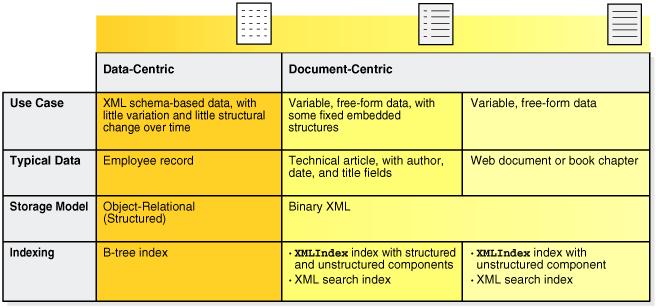 Data-Centric
Document-Centric
Use Case
XML schema-based data, with
little variation and little structural
change over time
Variable, free-form data, with
some fixed embedded
structures
Variable, free-form data
Typical Data
Employee record
Technical article, with author,
date, and title fields
Web document or book chapter
Storage Model
Object-Relational
(Structured)
Binary XML
Indexing
B-tree index
· XMLIndex index with structured
and unstructured components
· XML search index
· XMLIndex index with
unstructured component
· XML search index